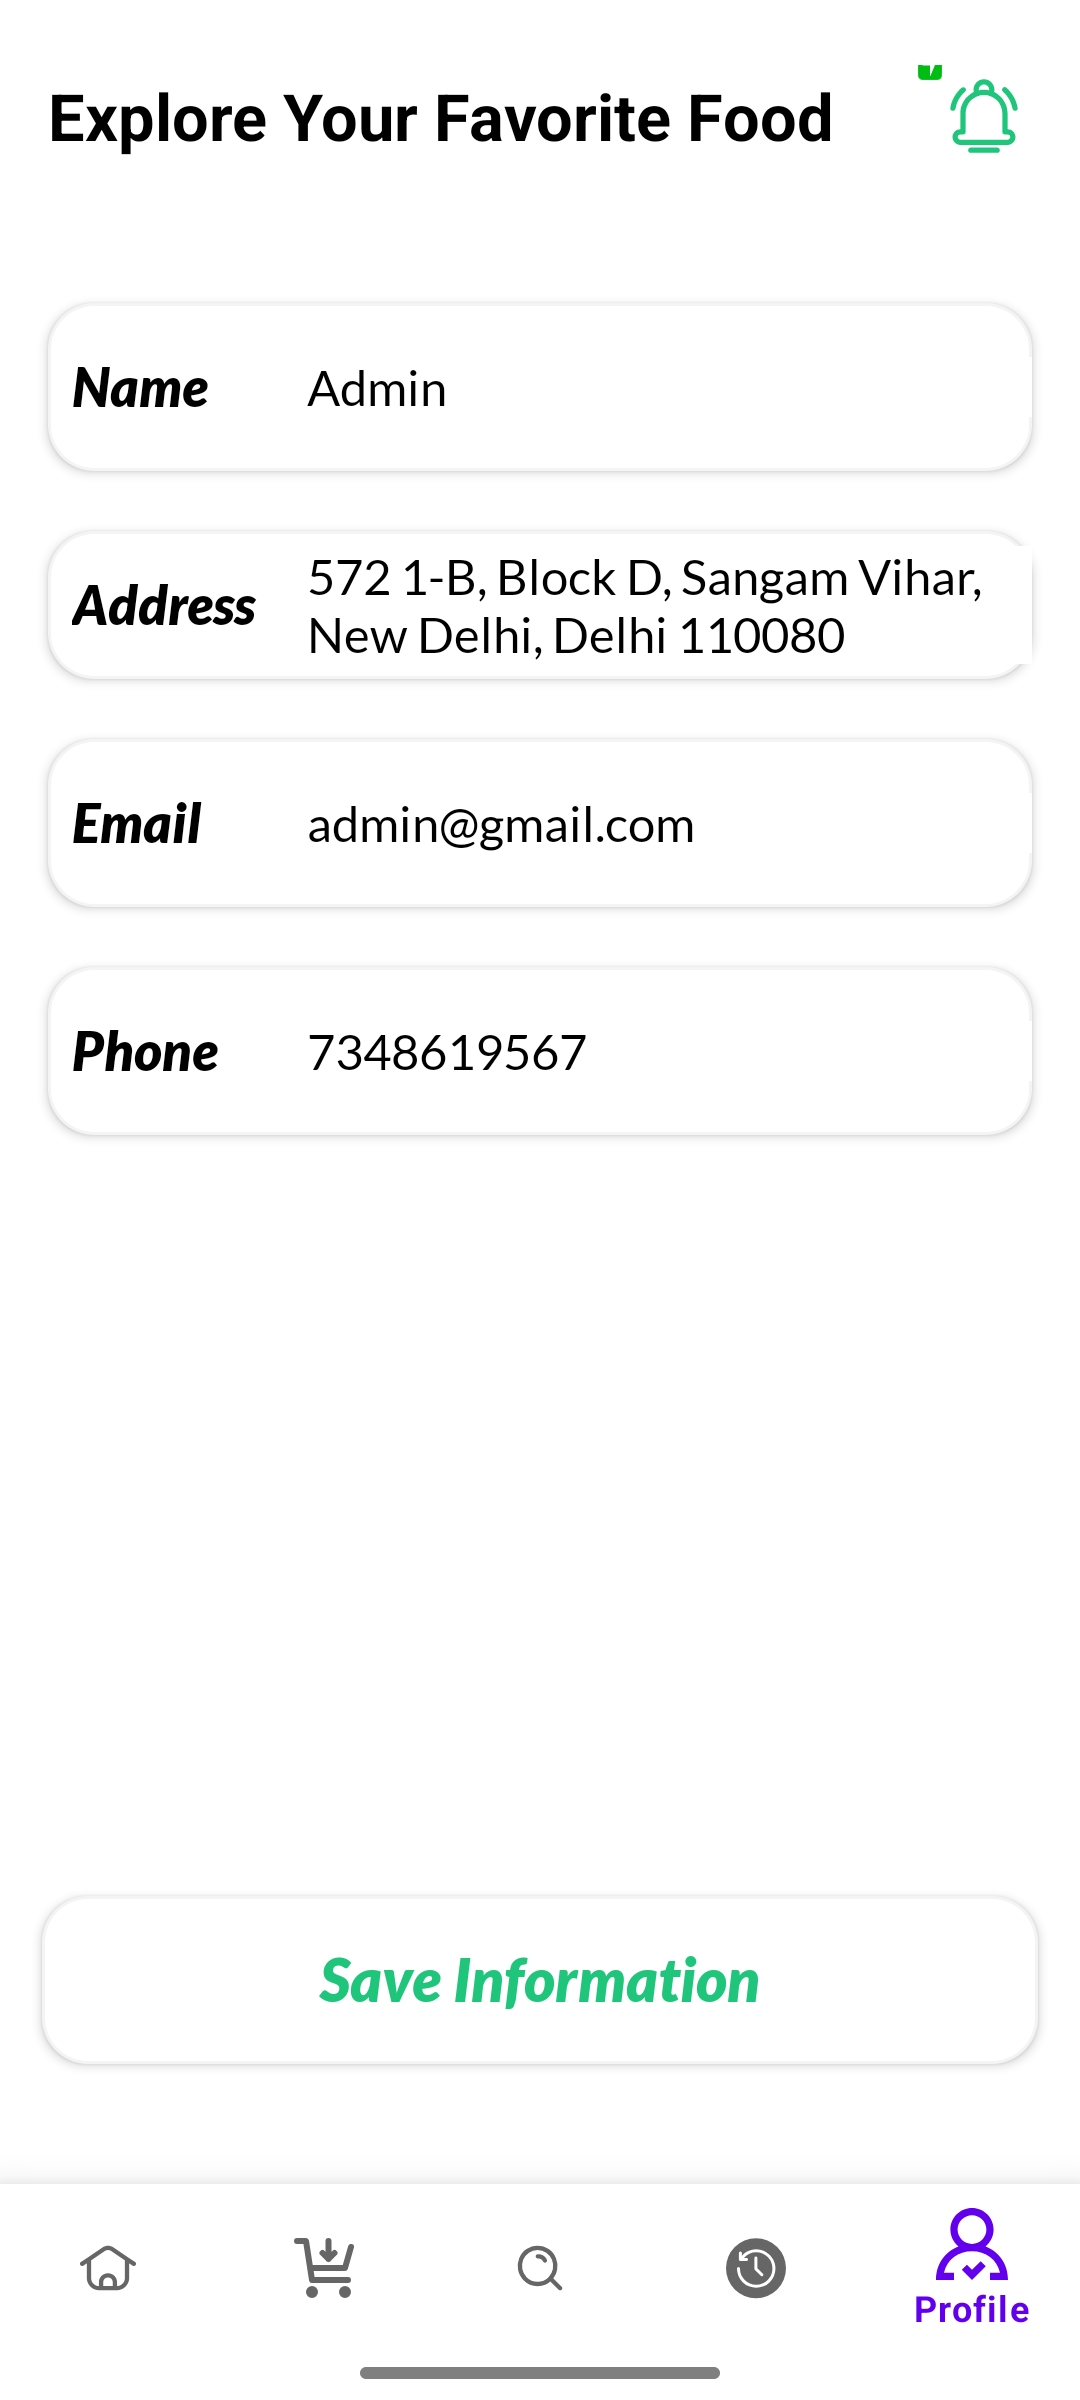 Explore Your Favorite Food
Name Admin
Address 572 1-B, Block D, Sangam Vihar,
New Delhi, Delhi 110080
Email admin@gmail.com
Phone 7348619567
Save Information
Profile